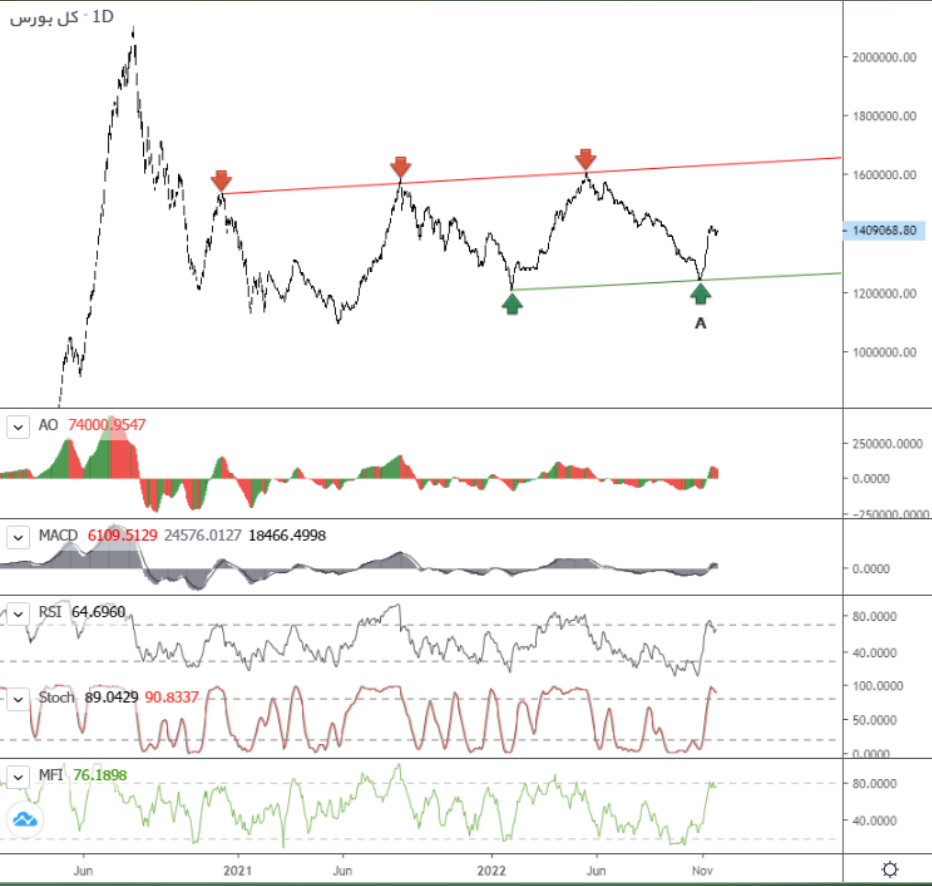 کل بورس · 1D
2000000.00
1800000.00
1600000.00
1409068.80
1200000.00
1000000.00
A
AO 74000.9547
250000.0000
0.0000
−250000.0000
MACD 6109.5129 24576.0127 18466.4998
0.0000
RSI 64.6960
80.0000
40.0000
Stoch 89.0429 90.8337
100.0000
50.0000
0.0000
MFI 76.1898
80.0000
40.0000
Jun 2021 Jun 2022 Jun Nov